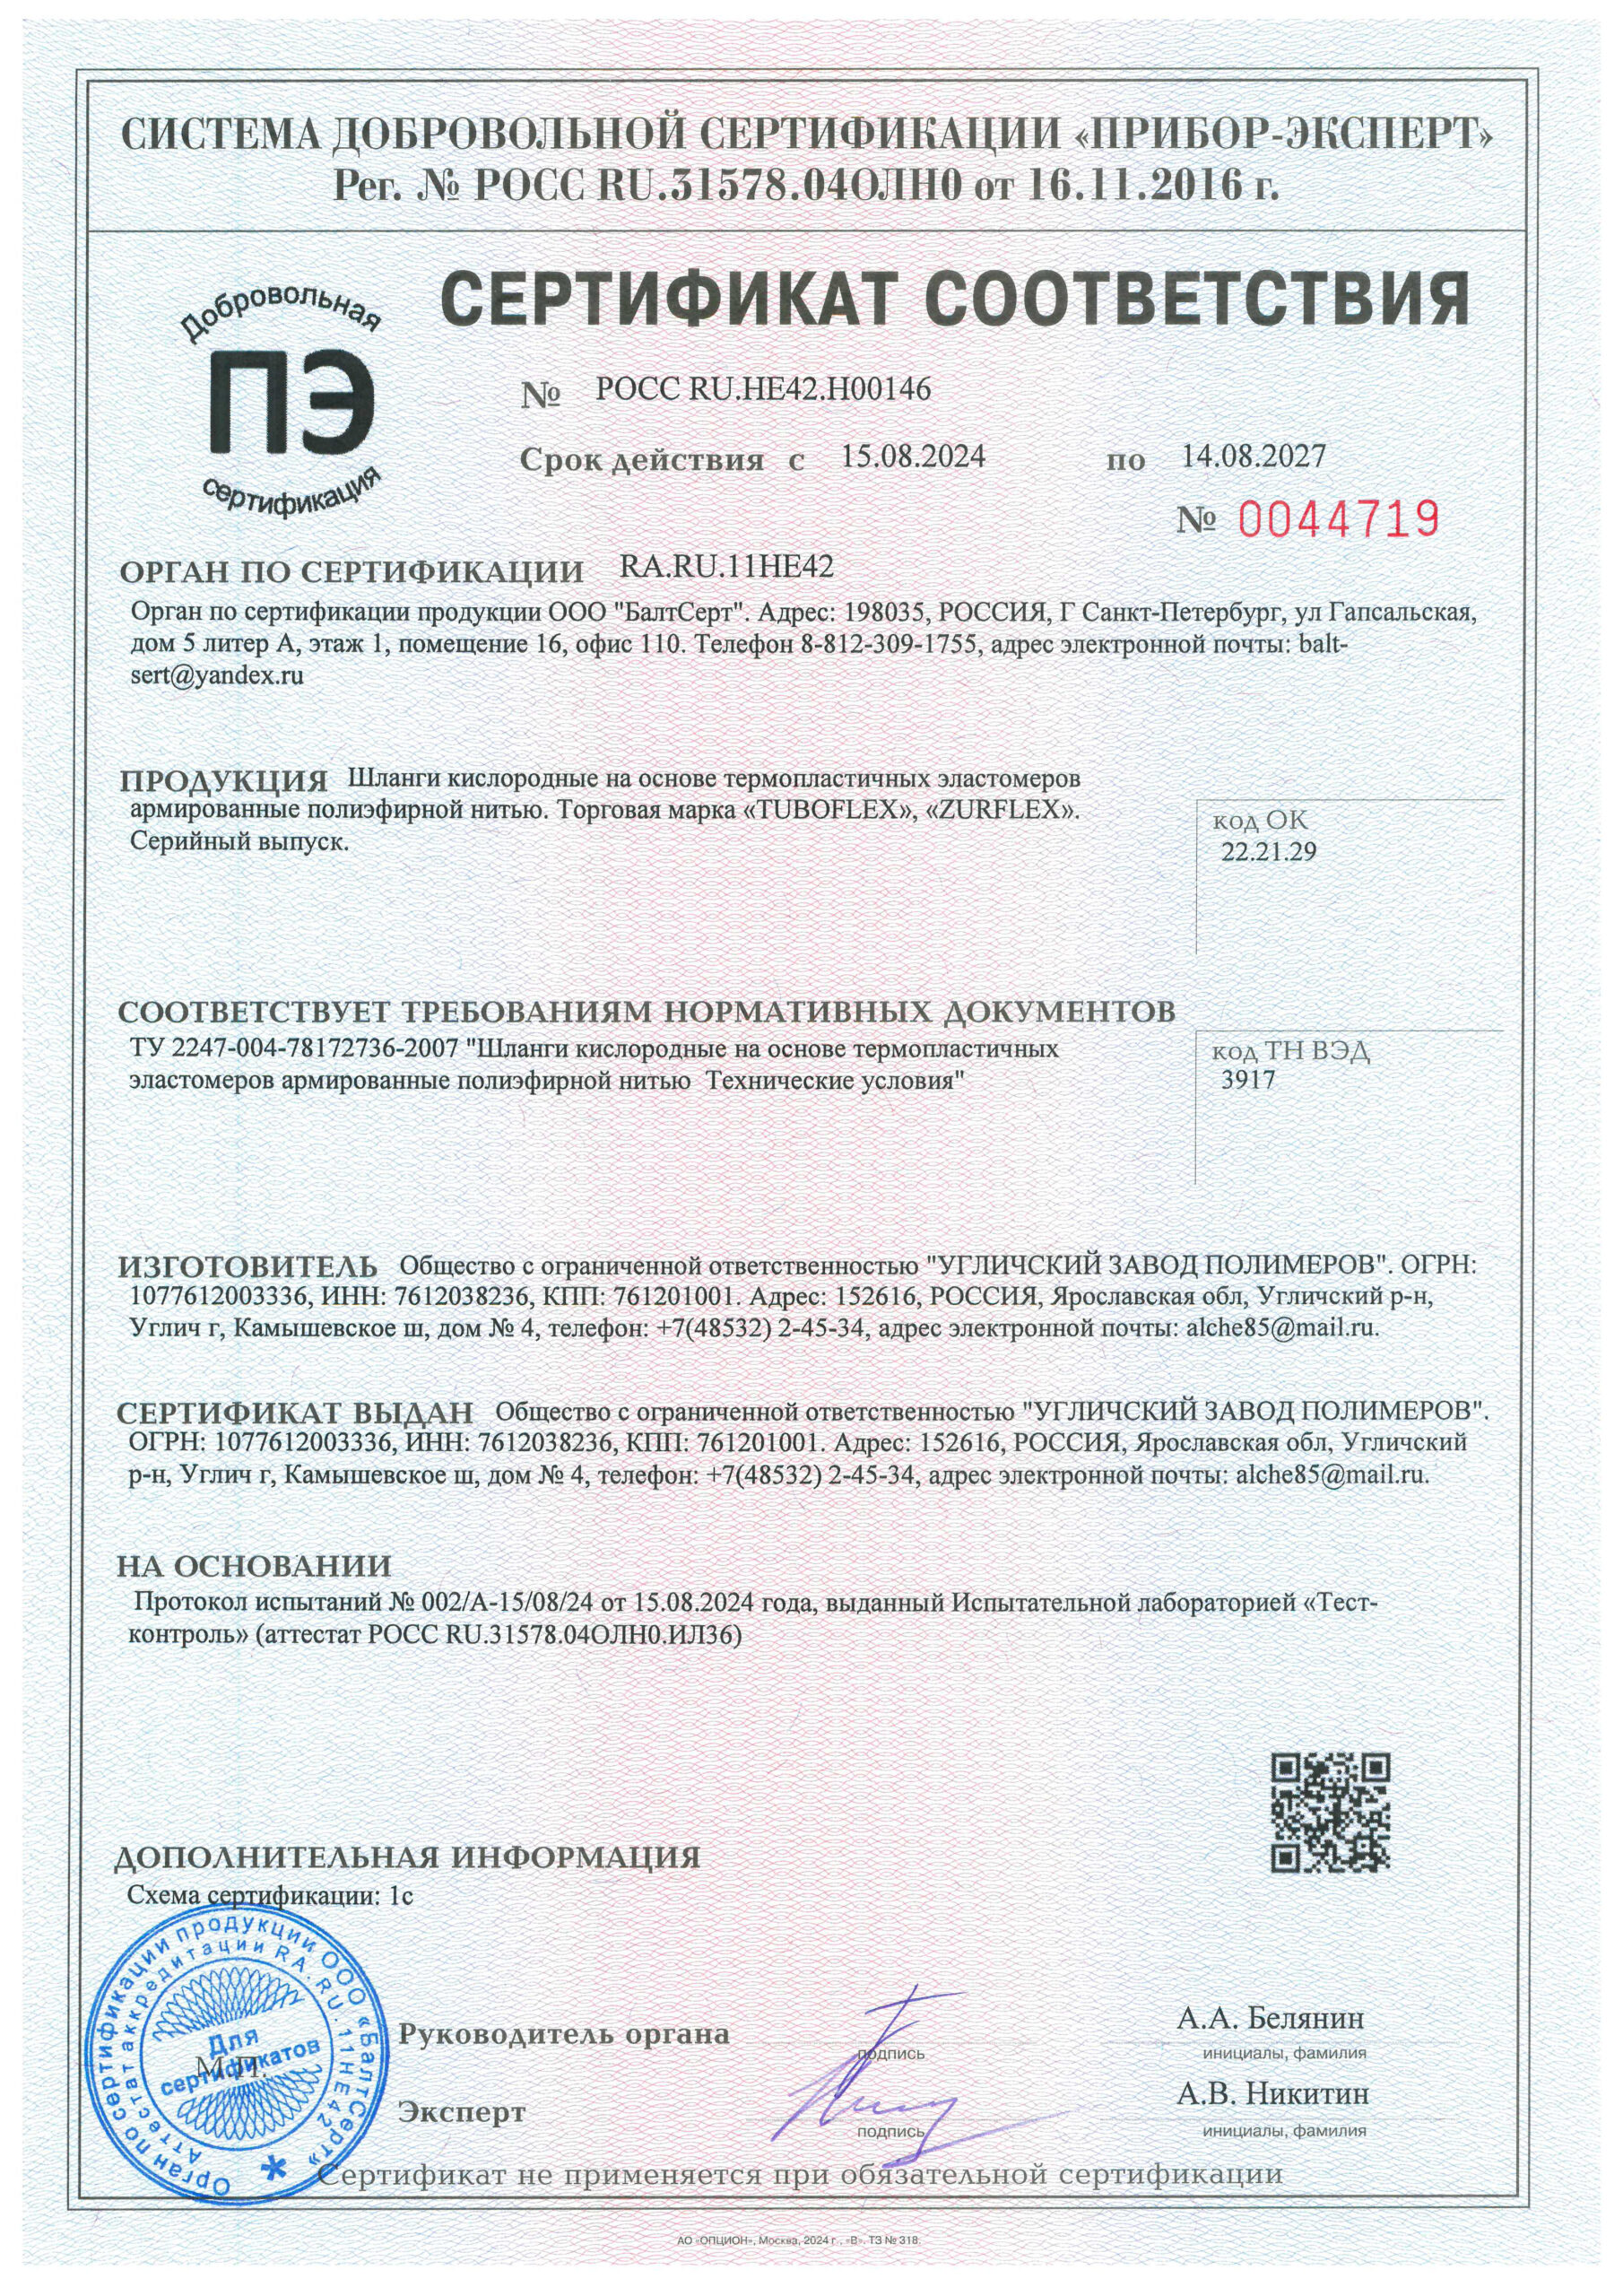 СИСТЕМА ДОБРОВОЛЬНОЙ СЕРТИФИКАЦИИ «ПРИБОР-ЭКСПЕРТ»
Рег. № РОСС RU.31578.04ОЛН0 от 16.11.2016 г.
Добровольная
ПЭ
сертификация
СЕРТИФИКАТ СООТВЕТСТВИЯ
№ РОСС RU.НЕ42.Н00146
Срок действия с 15.08.2024 по 14.08.2027
№ 0044719
ОРГАН ПО СЕРТИФИКАЦИИ RA.RU.11НЕ42
Орган по сертификации продукции ООО "БалтСерт". Адрес: 198035, РОССИЯ, Г Санкт-Петербург, ул Гапсальская,
дом 5 литер А, этаж 1, помещение 16, офис 110. Телефон 8-812-309-1755, адрес электронной почты: balt-
sert@yandex.ru
ПРОДУКЦИЯ Шланги кислородные на основе термопластичных эластомеров
армированные полиэфирной нитью. Торговая марка «TUBOFLEX», «ZURFLEX».
Серийный выпуск.
код ОК
22.21.29
СООТВЕТСТВУЕТ ТРЕБОВАНИЯМ НОРМАТИВНЫХ ДОКУМЕНТОВ
ТУ 2247-004-78172736-2007 "Шланги кислородные на основе термопластичных
эластомеров армированные полиэфирной нитью Технические условия"
код ТН ВЭД
3917
ИЗГОТОВИТЕЛЬ Общество с ограниченной ответственностью "УГЛИЧСКИЙ ЗАВОД ПОЛИМЕРОВ". ОГРН:
1077612003336, ИНН: 7612038236, КПП: 761201001. Адрес: 152616, РОССИЯ, Ярославская обл, Угличский р-н,
Углич г, Камышевское ш, дом № 4, телефон: +7(48532) 2-45-34, адрес электронной почты: alche85@mail.ru.
СЕРТИФИКАТ ВЫДАН Общество с ограниченной ответственностью "УГЛИЧСКИЙ ЗАВОД ПОЛИМЕРОВ".
ОГРН: 1077612003336, ИНН: 7612038236, КПП: 761201001. Адрес: 152616, РОССИЯ, Ярославская обл, Угличский
р-н, Углич г, Камышевское ш, дом № 4, телефон: +7(48532) 2-45-34, адрес электронной почты: alche85@mail.ru.
НА ОСНОВАНИИ
Протокол испытаний № 002/А-15/08/24 от 15.08.2024 года, выданный Испытательной лабораторией «Тест-
контроль» (аттестат РОСС RU.31578.04ОЛН0.ИЛ36)
ДОПОЛНИТЕЛЬНАЯ ИНФОРМАЦИЯ
Схема сертификации: 1с
Орган по сертификации продукции ООО «БалтСерт»
Аттестат аккредитации RA.RU.11НЕ42
Для
сертификатов
М.П.
Руководитель органа
подпись
А.А. Белянин
инициалы, фамилия
Эксперт
подпись
А.В. Никитин
инициалы, фамилия
Сертификат не применяется при обязательной сертификации
АО «ОПЦИОН», Москва, 2024 г., «В». ТЗ № 318.